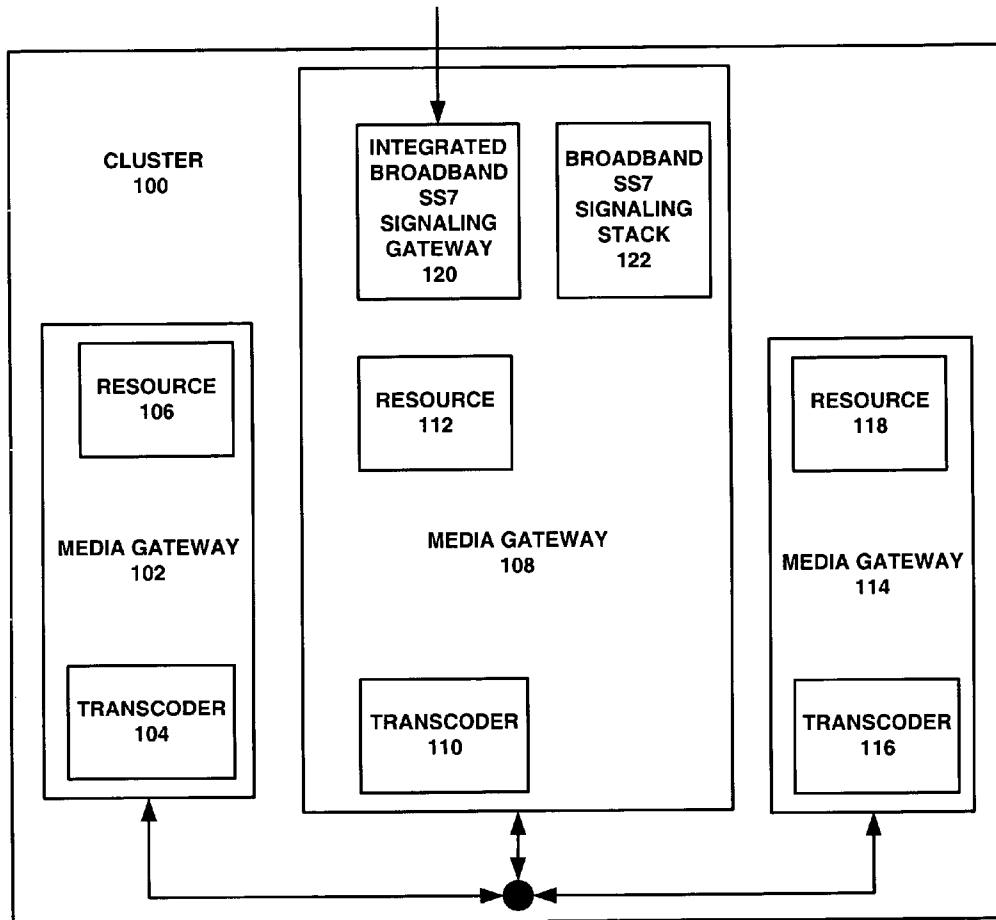 CLUSTER
100
INTEGRATED
BROADBAND
SS7
SIGNALING
GATEWAY
120
BROADBAND
SS7
SIGNALING
STACK
122
RESOURCE
106
MEDIA GATEWAY
102
TRANSCODER
104
RESOURCE
112
MEDIA GATEWAY
108
TRANSCODER
110
RESOURCE
118
MEDIA GATEWAY
114
TRANSCODER
116